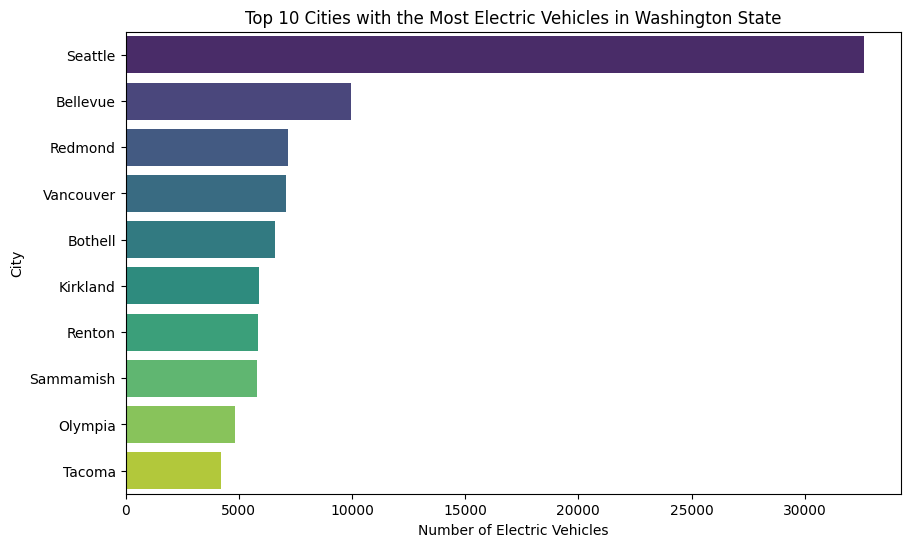 Top 10 Cities with the Most Electric Vehicles in Washington State
City
Seattle
Bellevue
Redmond
Vancouver
Bothell
Kirkland
Renton
Sammamish
Olympia
Tacoma
0 5000 10000 15000 20000 25000 30000
Number of Electric Vehicles